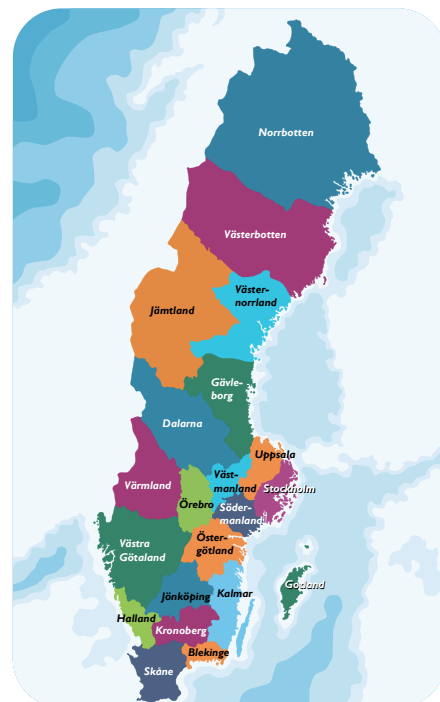 Norrbotten
Västerbotten
Väster-
norrland
Jämtland
Gävle-
borg
Dalarna
Uppsala
Väst-
manland
Värmland
Stockholm
Örebro
Söder-
manland
Öster-
götland
Västra
Götaland
Gotland
Jönköping
Kalmar
Halland
Kronoberg
Blekinge
Skåne